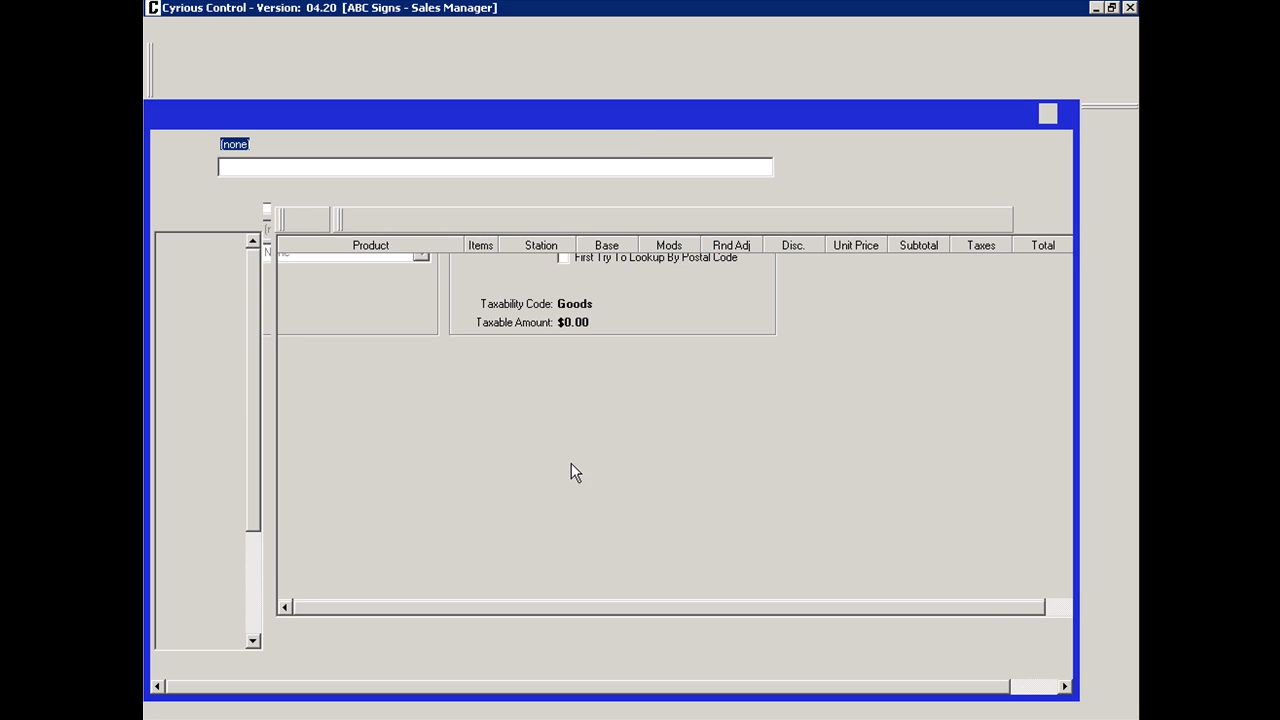 Cyrious Control - Version: 04.20 [ABC Signs - Sales Manager]
(none)
Product Items Station Base Mods Rnd Adj Disc. Unit Price Subtotal Taxes Total
First Try To Lookup By Postal Code
Taxability Code: Goods
Taxable Amount: $0.00